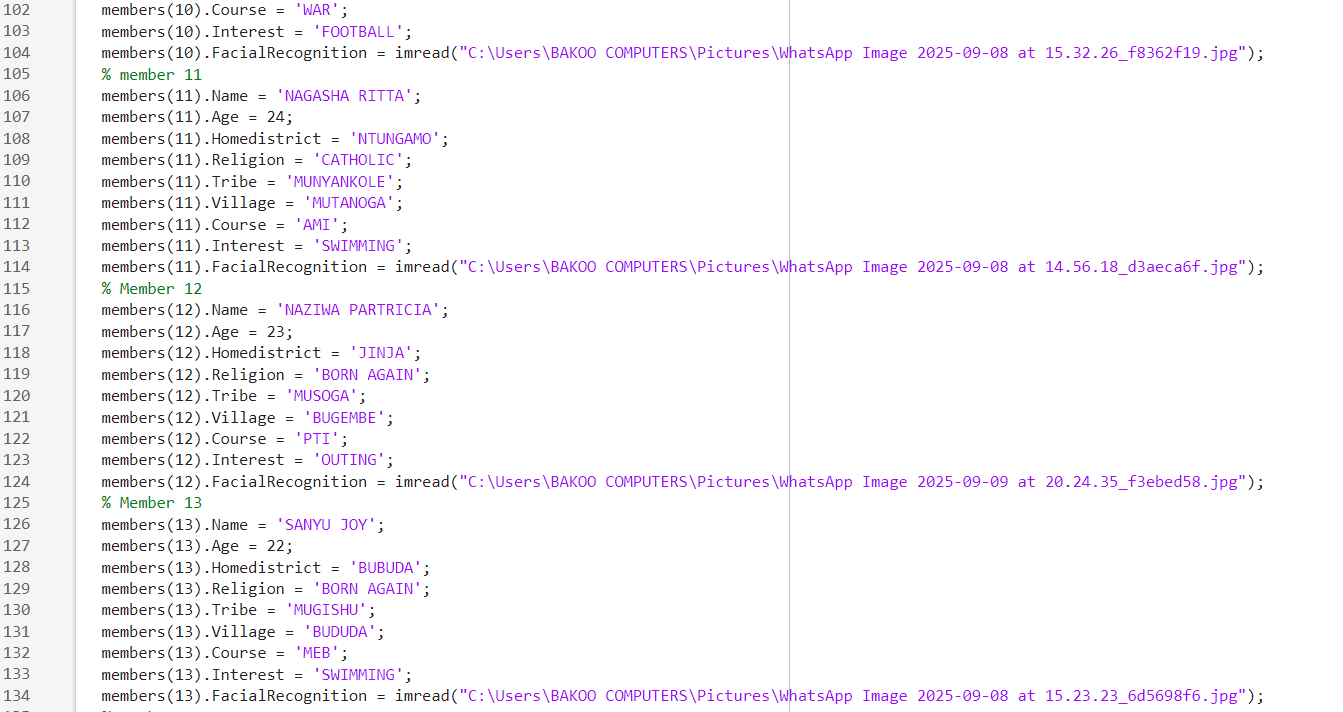 102 members(10).Course = 'WAR';
103 members(10).Interest = 'FOOTBALL';
104 members(10).FacialRecognition = imread("C:\Users\BAKOO COMPUTERS\Pictures\WhatsApp Image 2025-09-08 at 15.32.26_f8362f19.jpg");
105 % member 11
106 members(11).Name = 'NAGASHA RITTA';
107 members(11).Age = 24;
108 members(11).Homedistrict = 'NTUNGAMO';
109 members(11).Religion = 'CATHOLIC';
110 members(11).Tribe = 'MUNYANKOLE';
111 members(11).Village = 'MUTANOGA';
112 members(11).Course = 'AMI';
113 members(11).Interest = 'SWIMMING';
114 members(11).FacialRecognition = imread("C:\Users\BAKOO COMPUTERS\Pictures\WhatsApp Image 2025-09-08 at 14.56.18_d3aeca6f.jpg");
115 % Member 12
116 members(12).Name = 'NAZIWA PARTRICIA';
117 members(12).Age = 23;
118 members(12).Homedistrict = 'JINJA';
119 members(12).Religion = 'BORN AGAIN';
120 members(12).Tribe = 'MUSOGA';
121 members(12).Village = 'BUGEMBE';
122 members(12).Course = 'PTI';
123 members(12).Interest = 'OUTING';
124 members(12).FacialRecognition = imread("C:\Users\BAKOO COMPUTERS\Pictures\WhatsApp Image 2025-09-09 at 20.24.35_f3ebed58.jpg");
125 % Member 13
126 members(13).Name = 'SANYU JOY';
127 members(13).Age = 22;
128 members(13).Homedistrict = 'BUBUDA';
129 members(13).Religion = 'BORN AGAIN';
130 members(13).Tribe = 'MUGISHU';
131 members(13).Village = 'BUDUDA';
132 members(13).Course = 'MEB';
133 members(13).Interest = 'SWIMMING';
134 members(13).FacialRecognition = imread("C:\Users\BAKOO COMPUTERS\Pictures\WhatsApp Image 2025-09-08 at 15.23.23_6d5698f6.jpg");